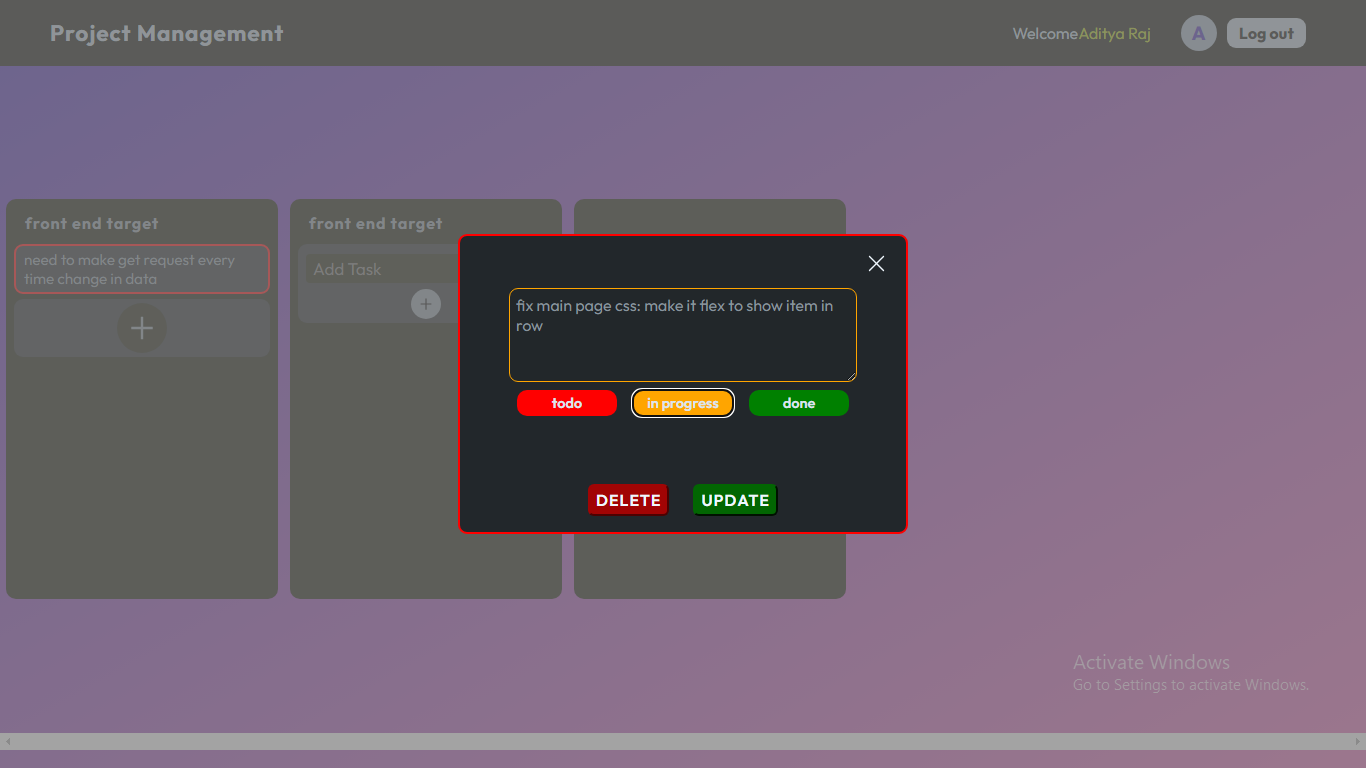 Project Management
WelcomeAditya Raj
A
Log out
front end target
need to make get request every
time change in data
front end target
Add Task
fix main page css: make it flex to show item in
row
todo
in progress
done
DELETE
UPDATE
Activate Windows
Go to Settings to activate Windows.